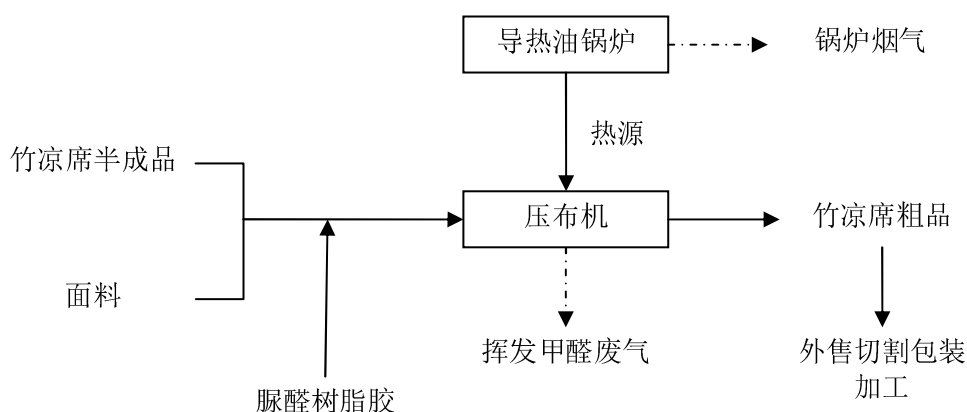 导热油锅炉
锅炉烟气
热源
竹凉席半成品
压布机
竹凉席粗品
面料
挥发甲醛废气
外售切割包装
加工
脲醛树脂胶